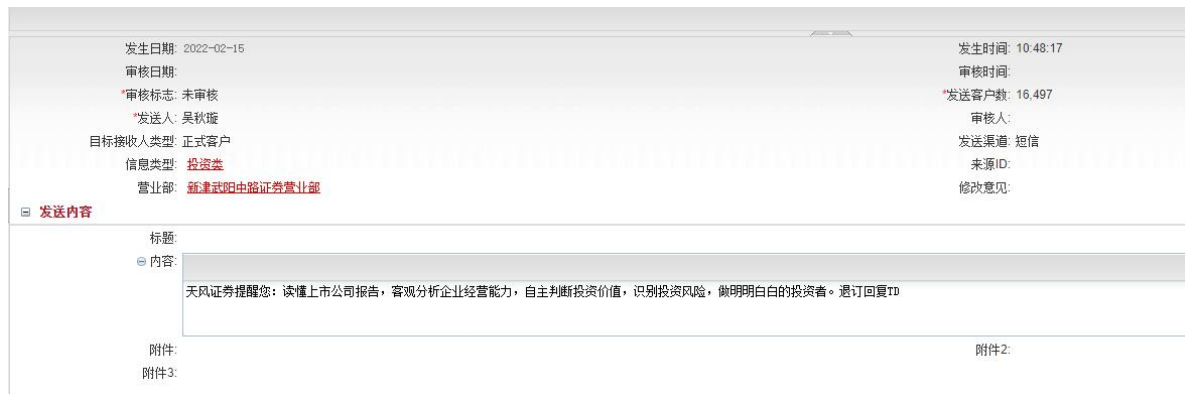 发生日期: 2022-02-15 发生时间: 10:48:17
审核日期: 审核时间:
*审核标志: 未审核 *发送客户数: 16,497
*发送人: 吴秋璇 审核人:
目标接收人类型: 正式客户 发送渠道: 短信
信息类型: 投资类 来源ID:
营业部: 新津武阳中路证券营业部 修改意见:
发送内容
标题:
内容:
天风证券提醒您：读懂上市公司报告，客观分析企业经营能力，自主判断投资价值，识别投资风险，做明明白白的投资者。退订回复TD
附件: 附件2:
附件3: